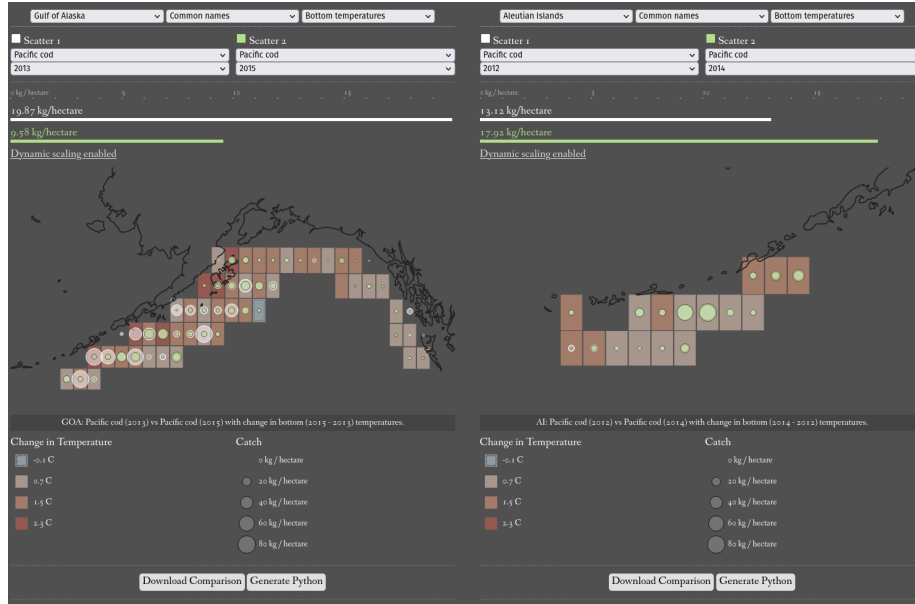 Gulf of Alaska Common names Bottom temperatures
Scatter 1 Scatter 2
Pacific cod Pacific cod
2013 2015
0 kg / hectare 5 10 15
19.87 kg/hectare
9.58 kg/hectare
Dynamic scaling enabled
GOA: Pacific cod (2013) vs Pacific cod (2015) with change in bottom (2015 - 2013) temperatures.
Change in Temperature Catch
-0.1 C 0 kg / hectare
0.7 C 20 kg / hectare
1.5 C 40 kg / hectare
2.3 C 60 kg / hectare
80 kg / hectare
Download Comparison Generate Python
Aleutian Islands Common names Bottom temperatures
Scatter 1 Scatter 2
Pacific cod Pacific cod
2012 2014
0 kg / hectare 5 10 15
13.12 kg/hectare
17.92 kg/hectare
Dynamic scaling enabled
AI: Pacific cod (2012) vs Pacific cod (2014) with change in bottom (2014 - 2012) temperatures.
Change in Temperature Catch
-0.1 C 0 kg / hectare
0.7 C 20 kg / hectare
1.5 C 40 kg / hectare
2.3 C 60 kg / hectare
80 kg / hectare
Download Comparison Generate Python